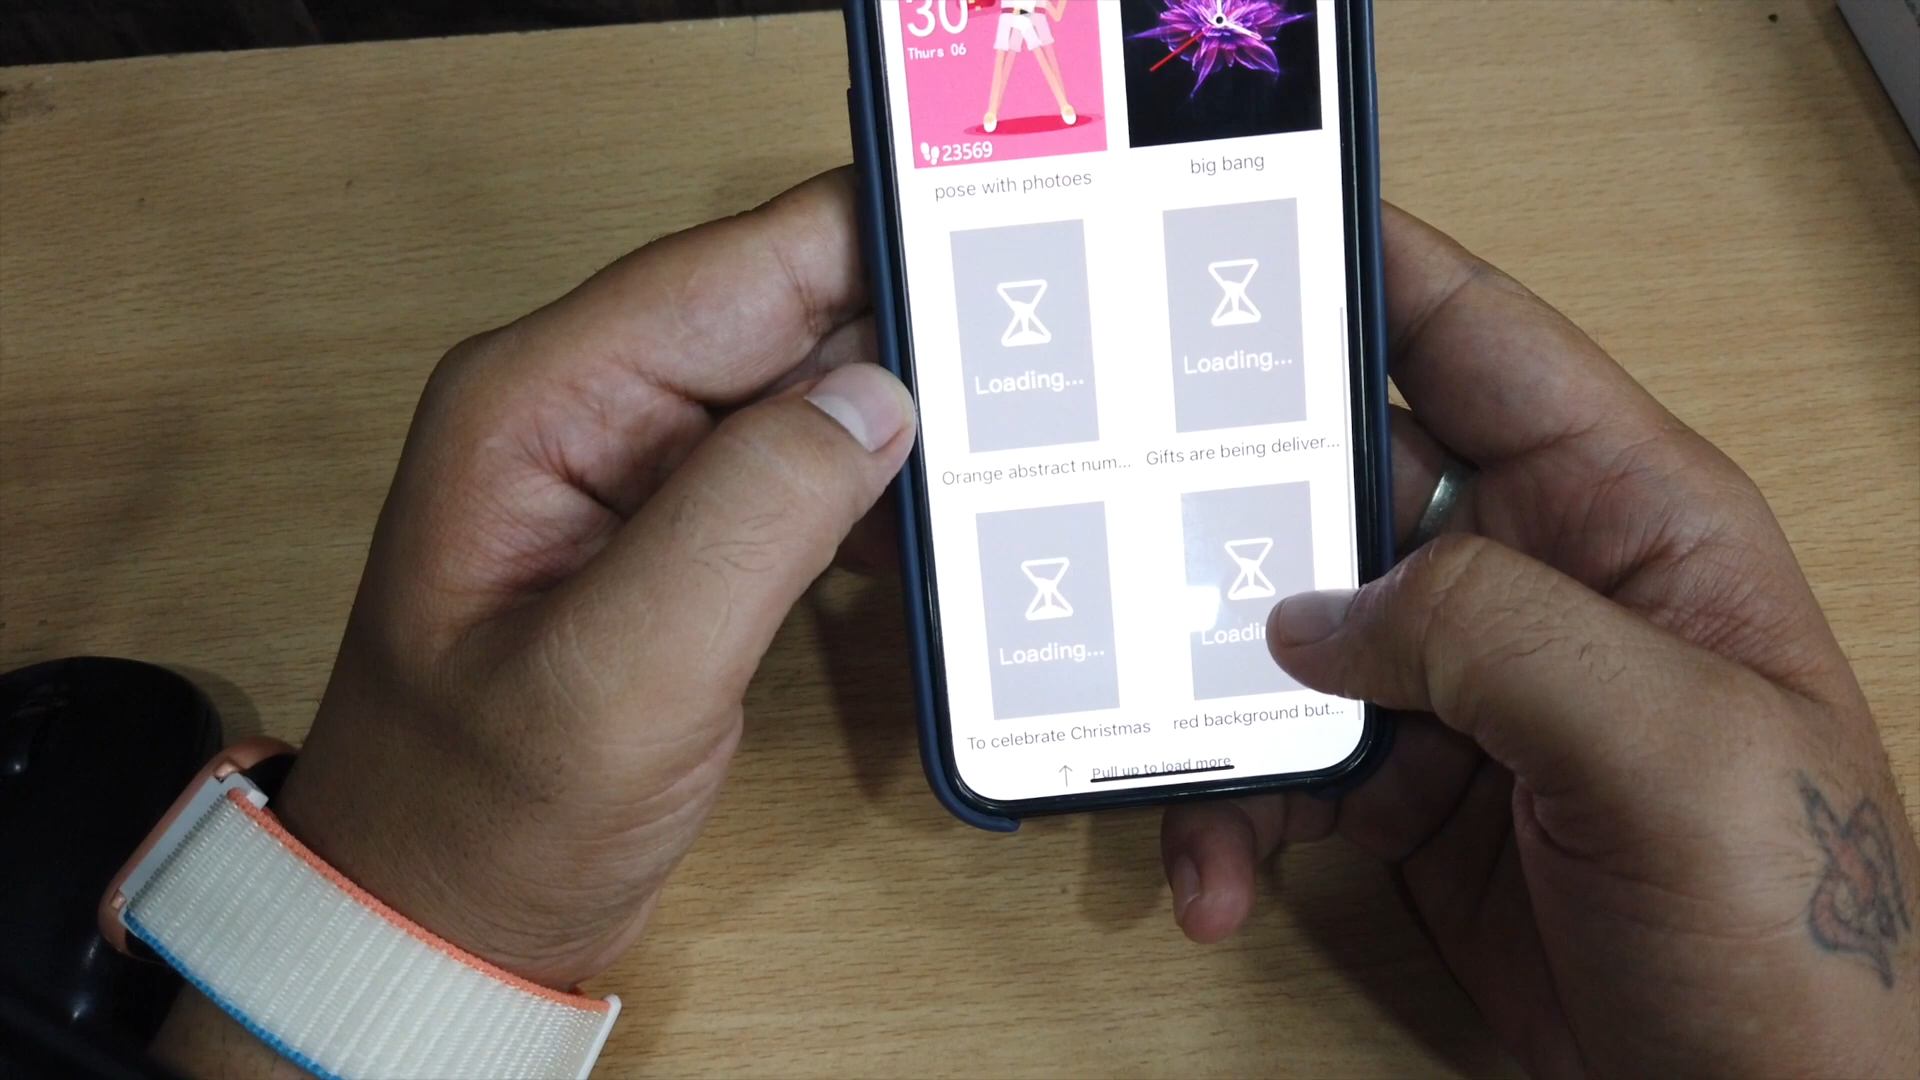 30
Thurs 06
23569
pose with photoes
big bang
Loading...
Loading...
Orange abstract num...
Gifts are being deliver...
Loading...
Loadin
To celebrate Christmas
red background but...
Pull up to load more